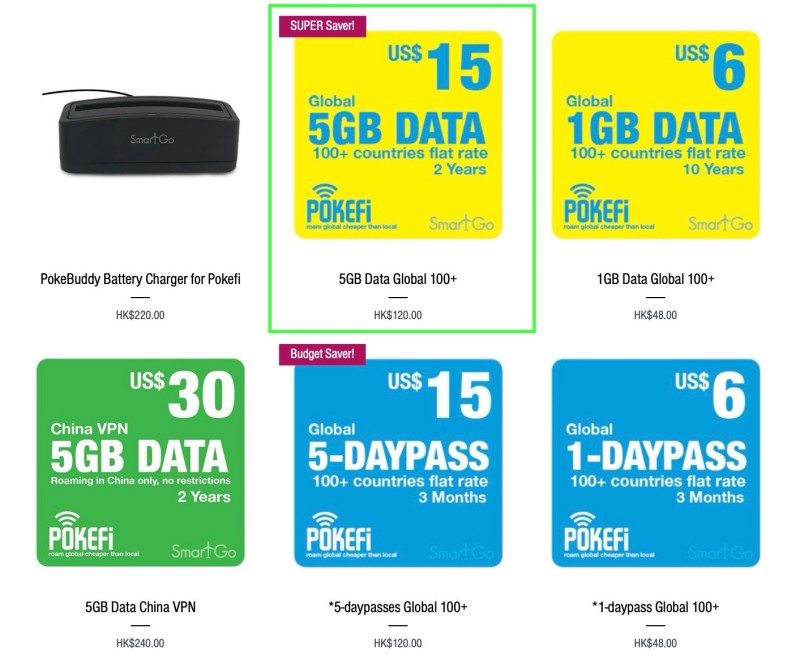 SmartGo
PokeBuddy Battery Charger for Pokefi
HK$220.00
SUPER Saver!
US$ 15
Global
5GB DATA
100+ countries flat rate
2 Years
POKEFi
roam global cheaper than local
SmartGo
5GB Data Global 100+
HK$120.00
US$ 6
Global
1GB DATA
100+ countries flat rate
10 Years
POKEFi
roam global cheaper than local
SmartGo
1GB Data Global 100+
HK$48.00
US$ 30
China VPN
5GB DATA
Roaming in China only, no restrictions
2 Years
POKEFi
roam global cheaper than local
SmartGo
5GB Data China VPN
HK$240.00
Budget Saver!
US$ 15
Global
5-DAYPASS
100+ countries flat rate
3 Months
POKEFi
roam global cheaper than local
SmartGo
*5-daypasses Global 100+
HK$120.00
US$ 6
Global
1-DAYPASS
100+ countries flat rate
3 Months
POKEFi
roam global cheaper than local
SmartGo
*1-daypass Global 100+
HK$48.00